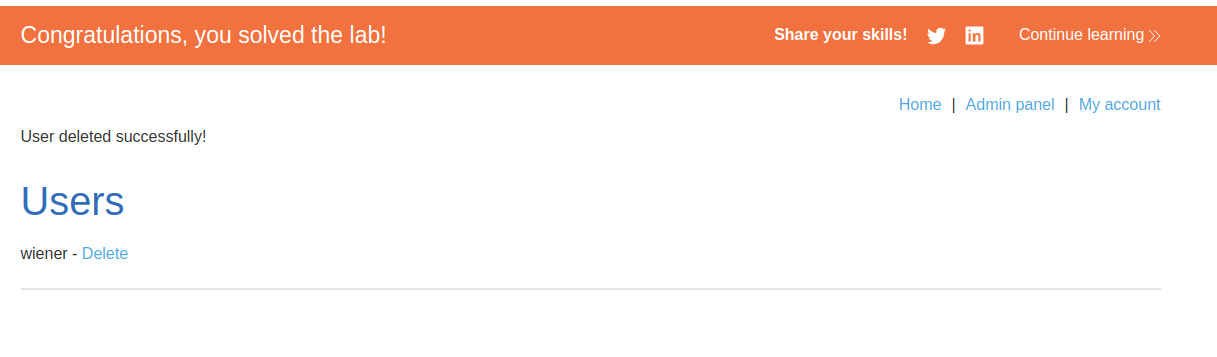 Congratulations, you solved the lab! Share your skills! Continue learning
Home | Admin panel | My account
User deleted successfully!
Users
wiener - Delete